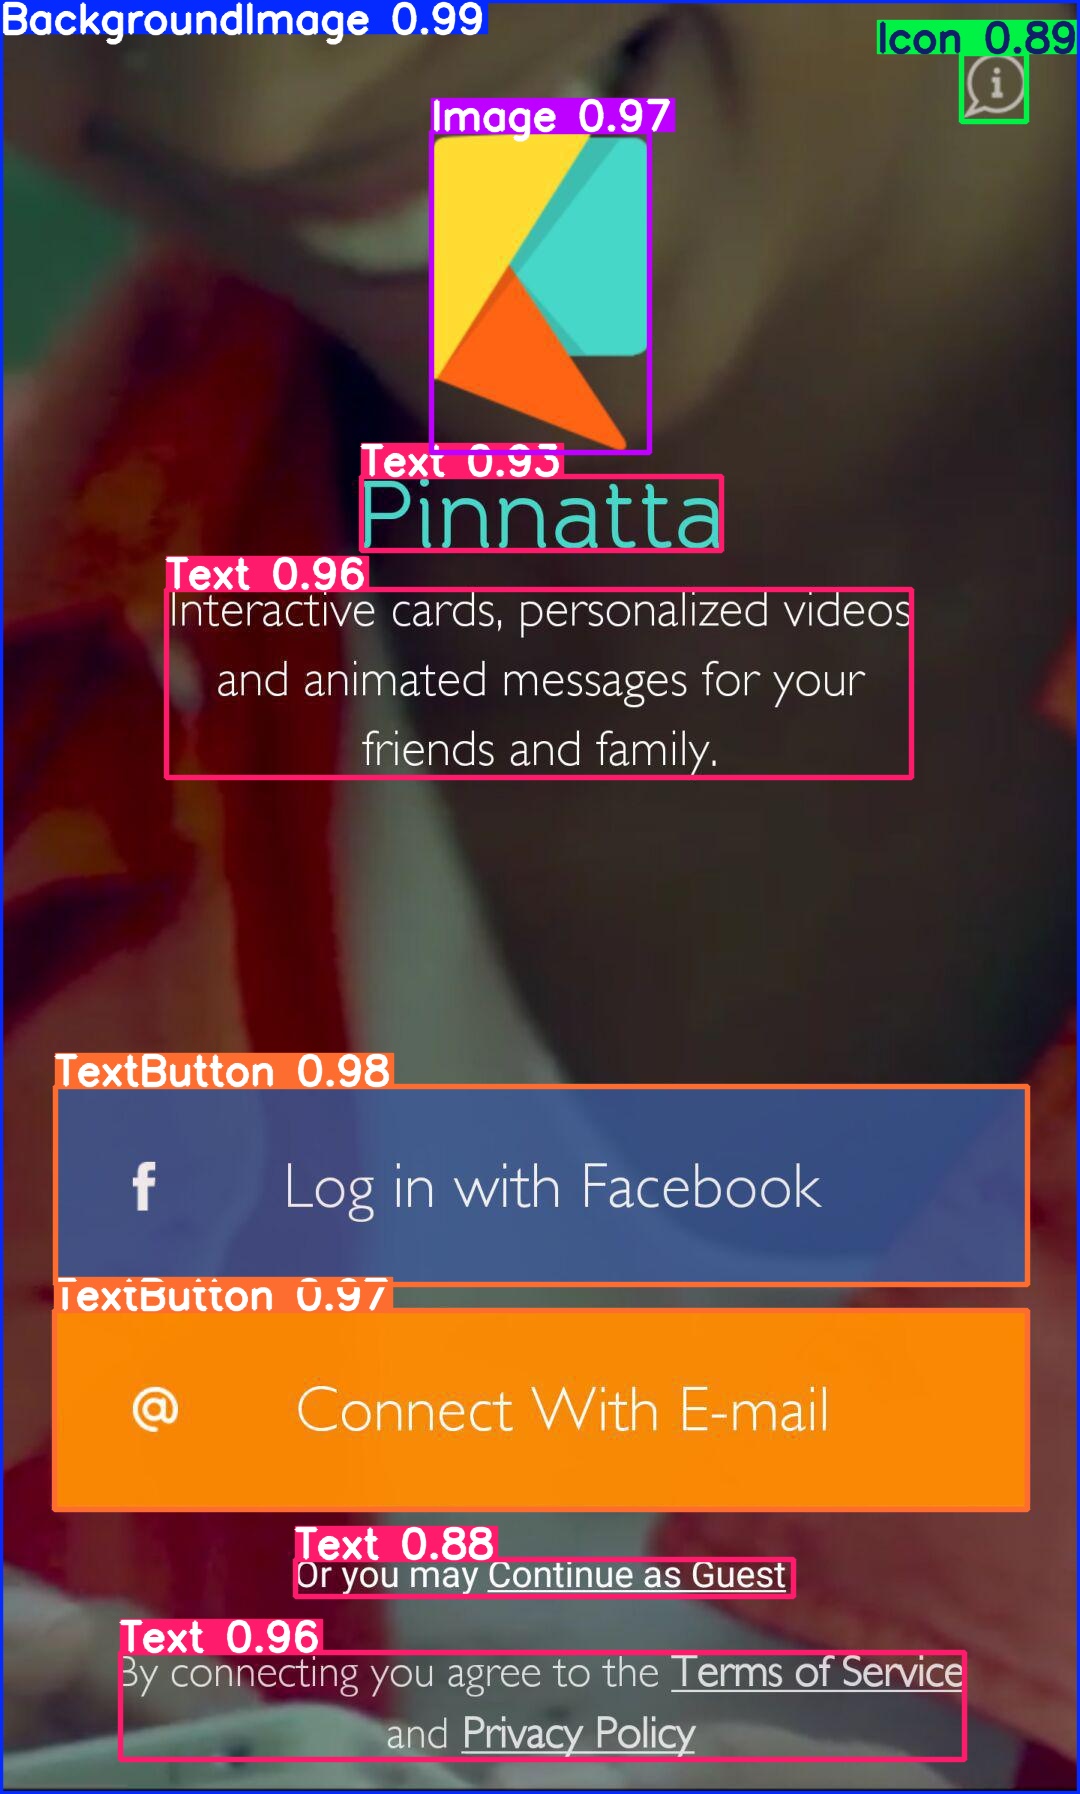 BackgroundImage 0.99
Icon 0.89
Image 0.97
Text 0.93
Pinnatta
Text 0.96
Interactive cards, personalized videos
and animated messages for your
friends and family.
TextButton 0.98
f Log in with Facebook
TextButton 0.97
@ Connect With E-mail
Text 0.88
Or you may Continue as Guest
Text 0.96
By connecting you agree to the Terms of Service
and Privacy Policy